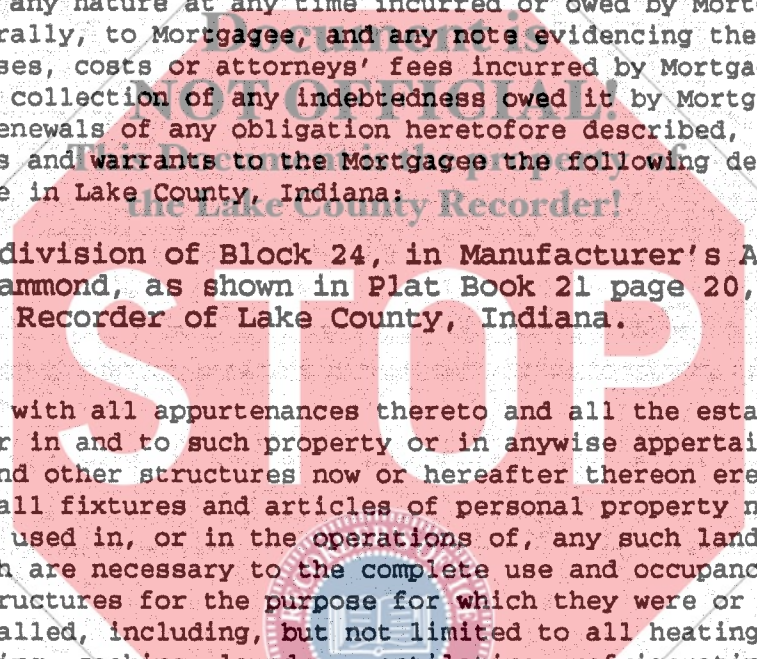 any nature at any time incurred or owed by Mort
rally, to Mortgagee, and any note evidencing the
ses, costs or attorneys' fees incurred by Mortga
collection of any indebtedness owed it by Mortg
enewals of any obligation heretofore described,
s and warrants to the Mortgagee the following de
e in Lake County, Indiana:
Document is
NOT OFFICIAL!
This Document is the property of
the Lake County Recorder!
division of Block 24, in Manufacturer's A
ammond, as shown in Plat Book 21 page 20,
Recorder of Lake County, Indiana.
STOP
with all appurtenances thereto and all the esta
r in and to such property or in anywise appertai
nd other structures now or hereafter thereon ere
all fixtures and articles of personal property n
used in, or in the operations of, any such land
h are necessary to the complete use and occupanc
ructures for the purpose for which they were or
alled, including, but not limited to all heating